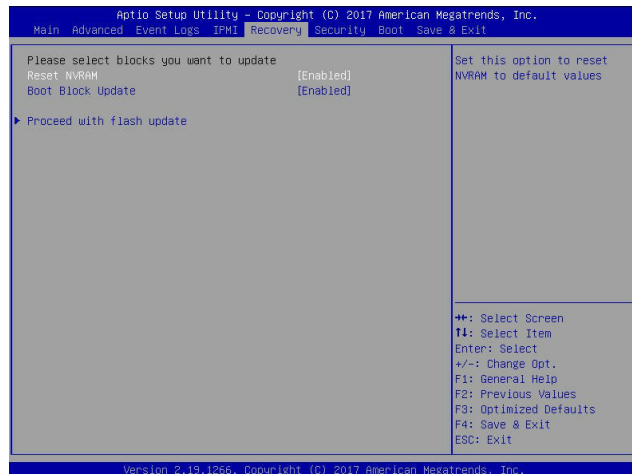 Aptio Setup Utility – Copyright (C) 2017 American Megatrends, Inc.
Main Advanced Event Logs IPMI Recovery Security Boot Save & Exit
Please select blocks you want to update
Reset NVRAM [Enabled]
Boot Block Update [Enabled]
Proceed with flash update
Set this option to reset
NVRAM to default values
: Select Screen
↑↓: Select Item
Enter: Select
+/-: Change Opt.
F1: General Help
F2: Previous Values
F3: Optimized Defaults
F4: Save & Exit
ESC: Exit
Version 2.19.1266. Copyright (C) 2017 American Megatrends, Inc.